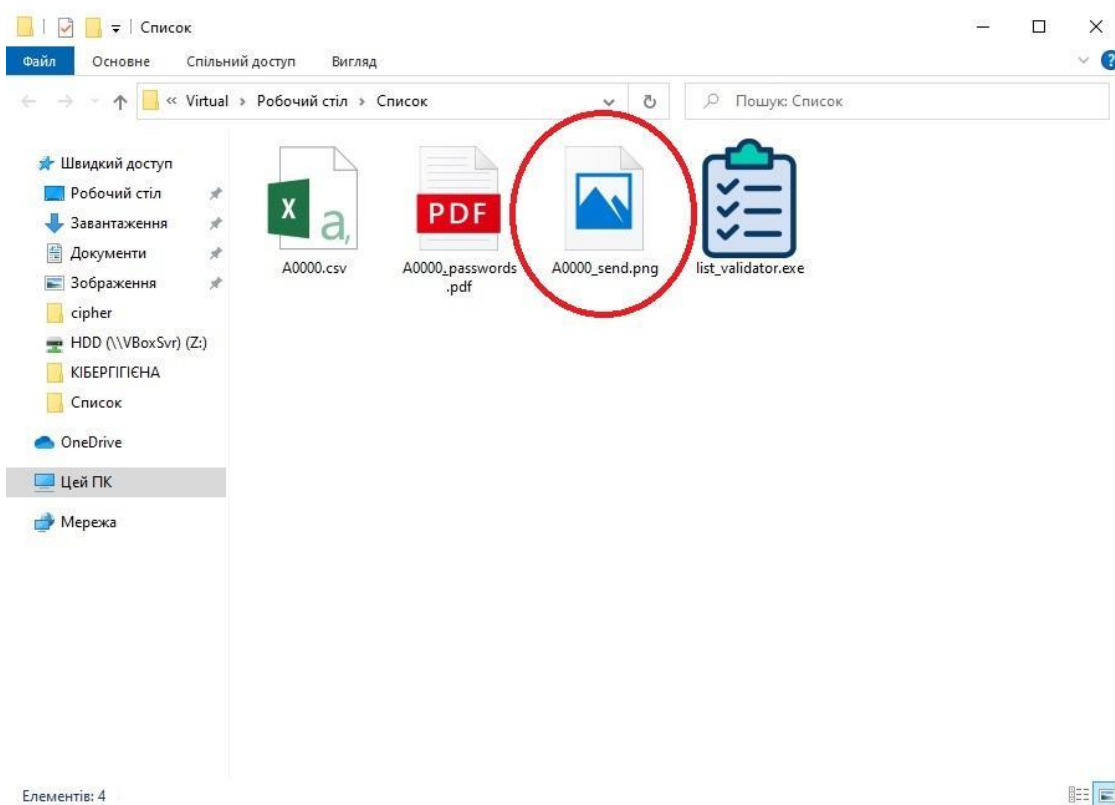 Список
Файл Основне Спільний доступ Вигляд
« Virtual › Робочий стіл › Список
Пошук: Список
Швидкий доступ
Робочий стіл
Завантаження
Документи
Зображення
cipher
HDD (\\VBoxSvr) (Z:)
КІБЕРГІГІЄНА
Список
OneDrive
Цей ПК
Мережа
X a,
A0000.csv
PDF
A0000_passwords
.pdf
A0000_send.png
list_validator.exe
Елементів: 4